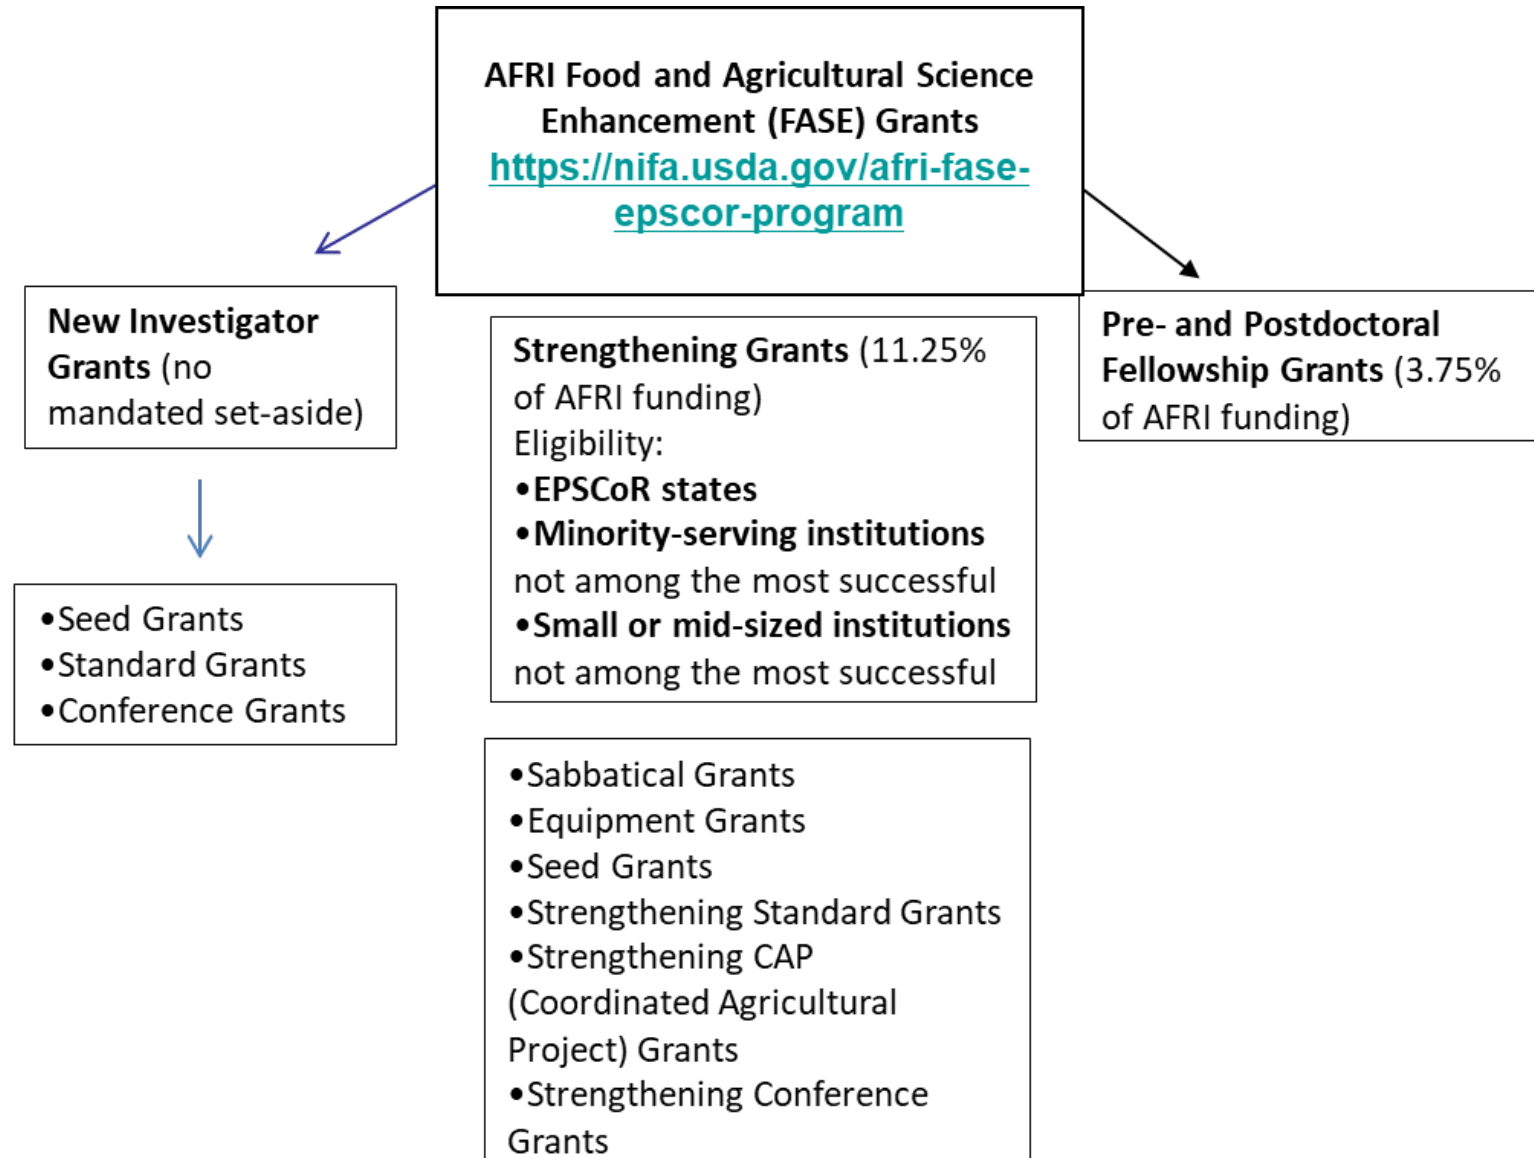 AFRI Food and Agricultural Science
Enhancement (FASE) Grants
https://nifa.usda.gov/afri-fase-
epscor-program
New Investigator
Grants (no
mandated set-aside)
•Seed Grants
•Standard Grants
•Conference Grants
Strengthening Grants (11.25%
of AFRI funding)
Eligibility:
•EPSCoR states
•Minority-serving institutions
not among the most successful
•Small or mid-sized institutions
not among the most successful
•Sabbatical Grants
•Equipment Grants
•Seed Grants
•Strengthening Standard Grants
•Strengthening CAP
(Coordinated Agricultural
Project) Grants
•Strengthening Conference
Grants
Pre- and Postdoctoral
Fellowship Grants (3.75%
of AFRI funding)